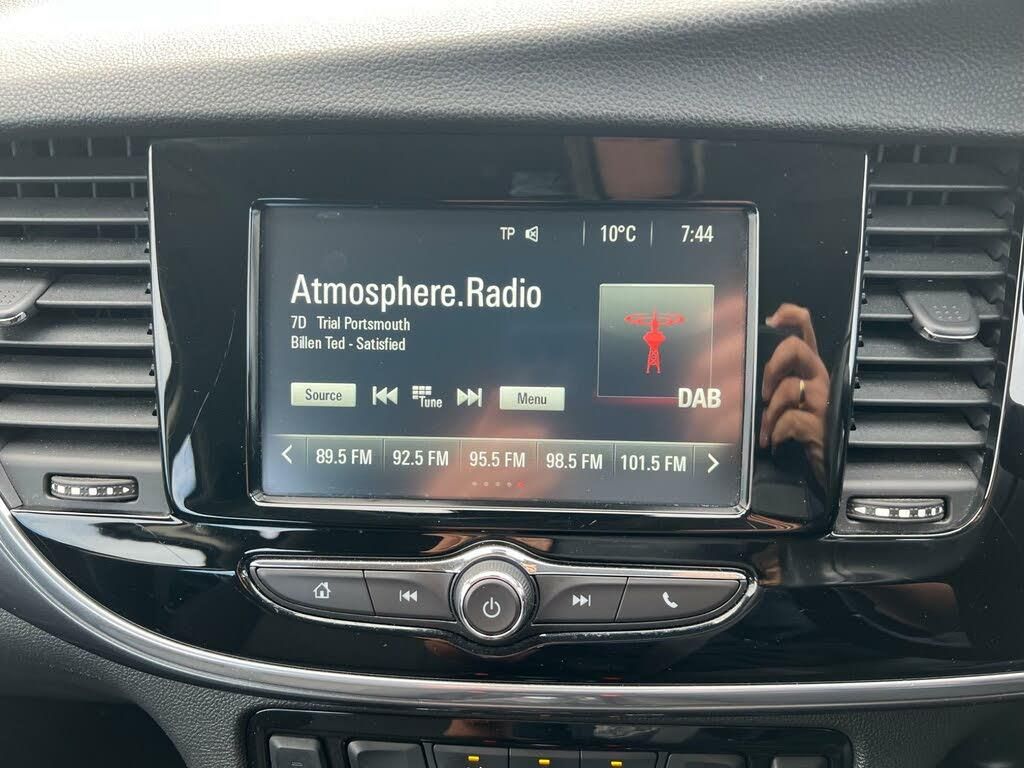 TP 10°C 7:44
Atmosphere.Radio
7D Trial Portsmouth
Billen Ted - Satisfied
DAB
Source Tune Menu
89.5 FM 92.5 FM 95.5 FM 98.5 FM 101.5 FM